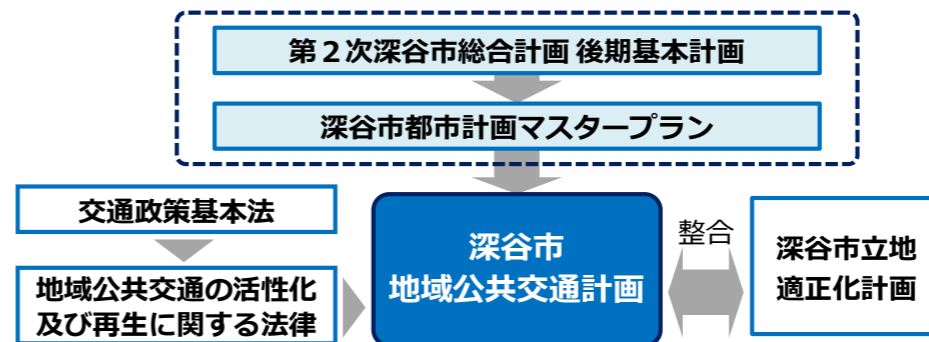 第２次深谷市総合計画 後期基本計画
深谷市都市計画マスタープラン
交通政策基本法
地域公共交通の活性化
及び再生に関する法律
深谷市
地域公共交通計画
整合
深谷市立地
適正化計画